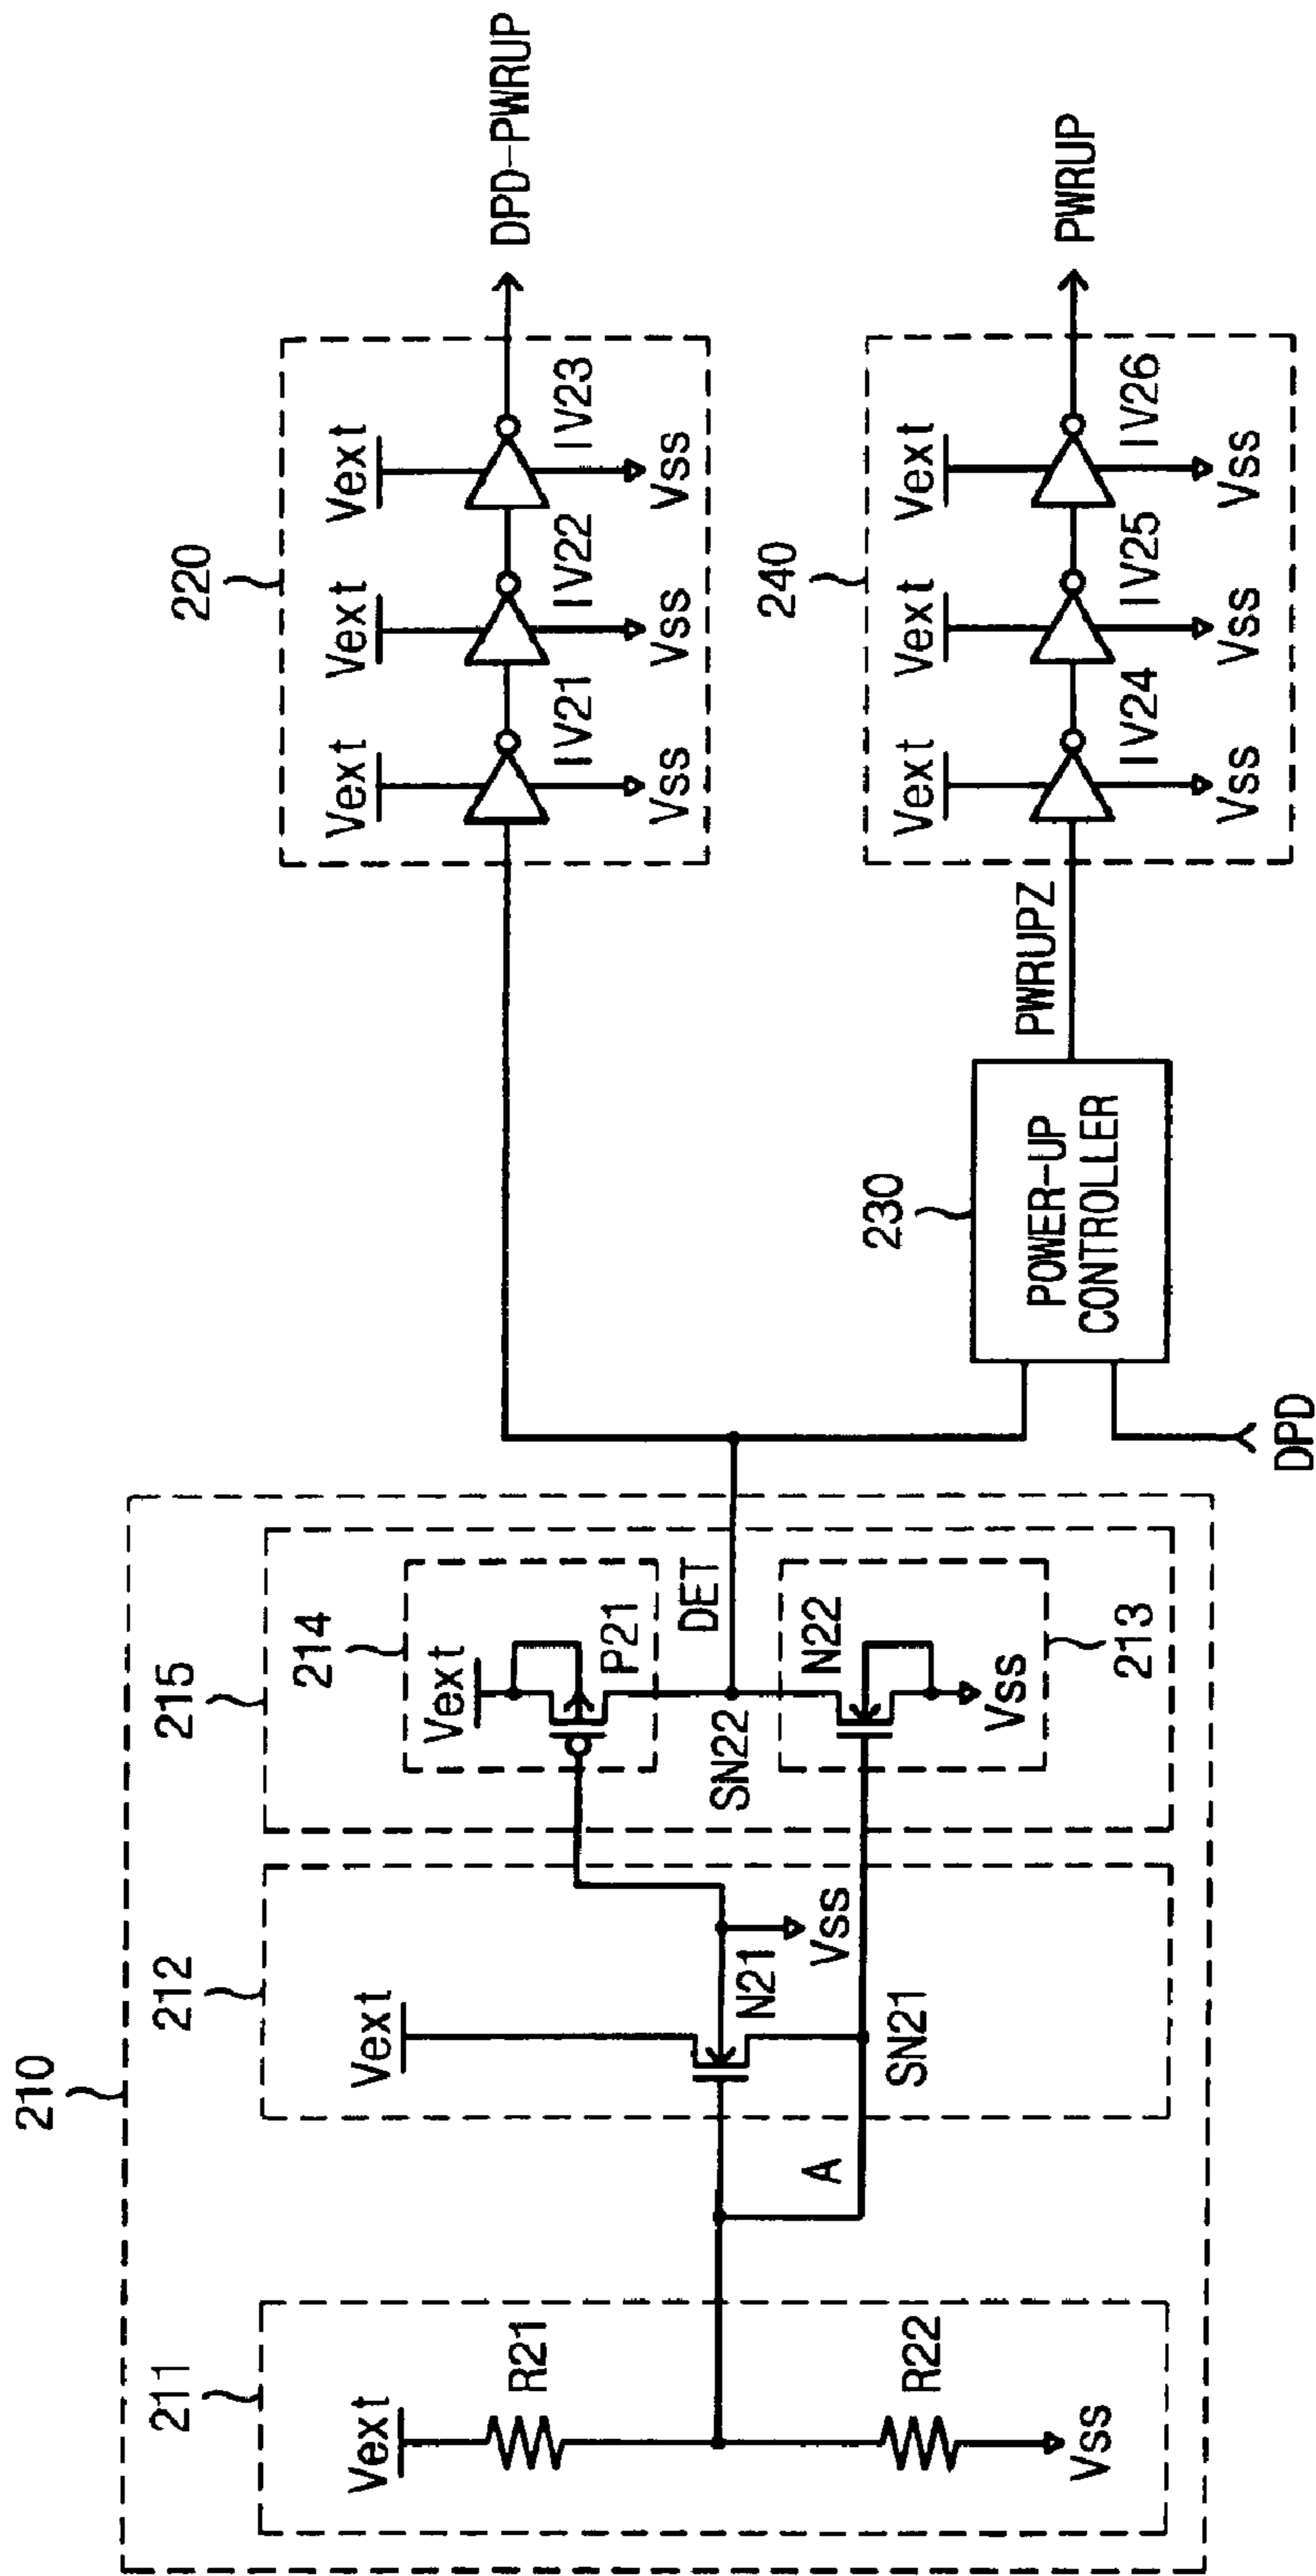 210
211
Vext
R21
R22
Vss
A
212
Vext
N21
Vss
SN21
215
214
Vext
P21
DET
SN22
N22
Vss
213
DPD
230
POWER-UP
CONTROLLER
PWRUPZ
220
Vext
Vext
Vext
IV21
IV22
IV23
Vss
Vss
Vss
DPD-PWRUP
240
Vext
Vext
Vext
IV24
IV25
IV26
Vss
Vss
Vss
PWRUP